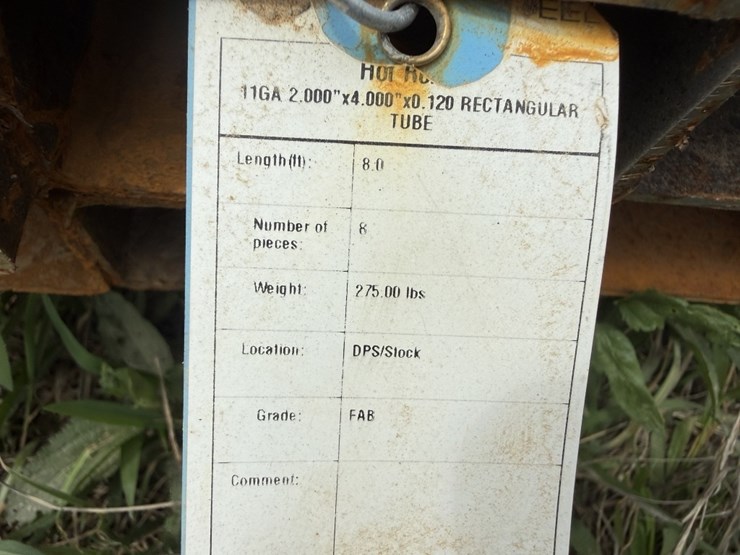 HOT
11GA 2.000"x4.000"x0.120 RECTANGULAR
TUBE
Length(ft): 8.0
Number of
pieces: 8
Weight: 275.00 lbs
Location: DPS/Stock
Grade: FAB
Comment: